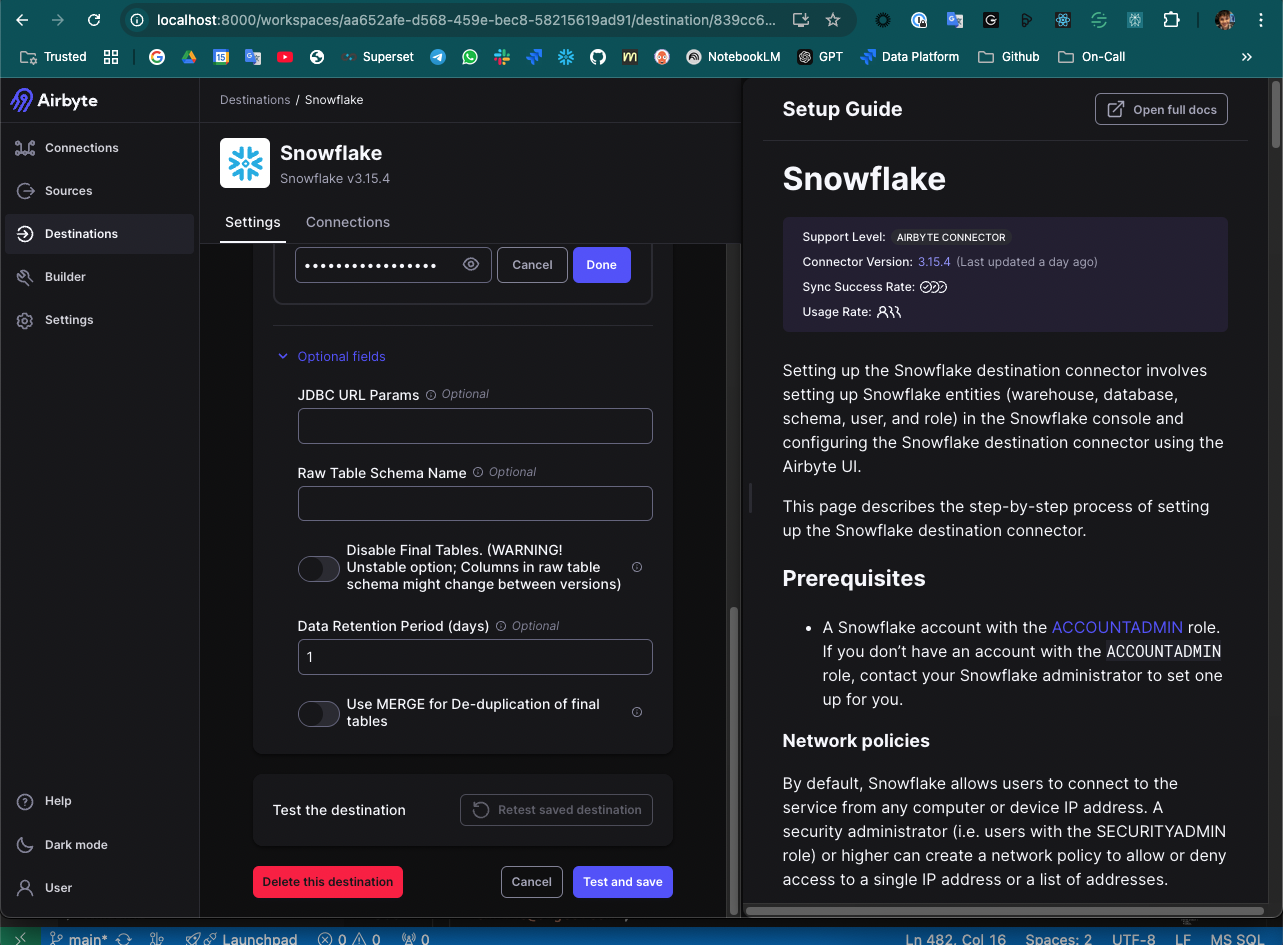 localhost:8000/workspaces/aa652afe-d568-459e-bec8-58215619ad91/destination/839cc6...
Trusted
15
Superset
NotebookLM
GPT
Data Platform
Github
On-Call
Airbyte
Connections
Sources
Destinations
Builder
Settings
Help
Dark mode
User
Destinations / Snowflake
Snowflake
Snowflake v3.15.4
Settings
Connections
Cancel
Done
Optional fields
JDBC URL Params Optional
Raw Table Schema Name Optional
Disable Final Tables. (WARNING!
Unstable option; Columns in raw table
schema might change between versions)
Data Retention Period (days) Optional
1
Use MERGE for De-duplication of final
tables
Test the destination
Retest saved destination
Delete this destination
Cancel
Test and save
Setup Guide
Open full docs
Snowflake
Support Level: AIRBYTE CONNECTOR
Connector Version: 3.15.4 (Last updated a day ago)
Sync Success Rate:
Usage Rate:
Setting up the Snowflake destination connector involves
setting up Snowflake entities (warehouse, database,
schema, user, and role) in the Snowflake console and
configuring the Snowflake destination connector using the
Airbyte UI.
This page describes the step-by-step process of setting
up the Snowflake destination connector.
Prerequisites
• A Snowflake account with the ACCOUNTADMIN role.
If you don’t have an account with the ACCOUNTADMIN
role, contact your Snowflake administrator to set one
up for you.
Network policies
By default, Snowflake allows users to connect to the
service from any computer or device IP address. A
security administrator (i.e. users with the SECURITYADMIN
role) or higher can create a network policy to allow or deny
access to a single IP address or a list of addresses.
main*
Launchpad
0
0
0
Ln 482, Col 16
Spaces: 2
UTF-8
LF
MS SQL